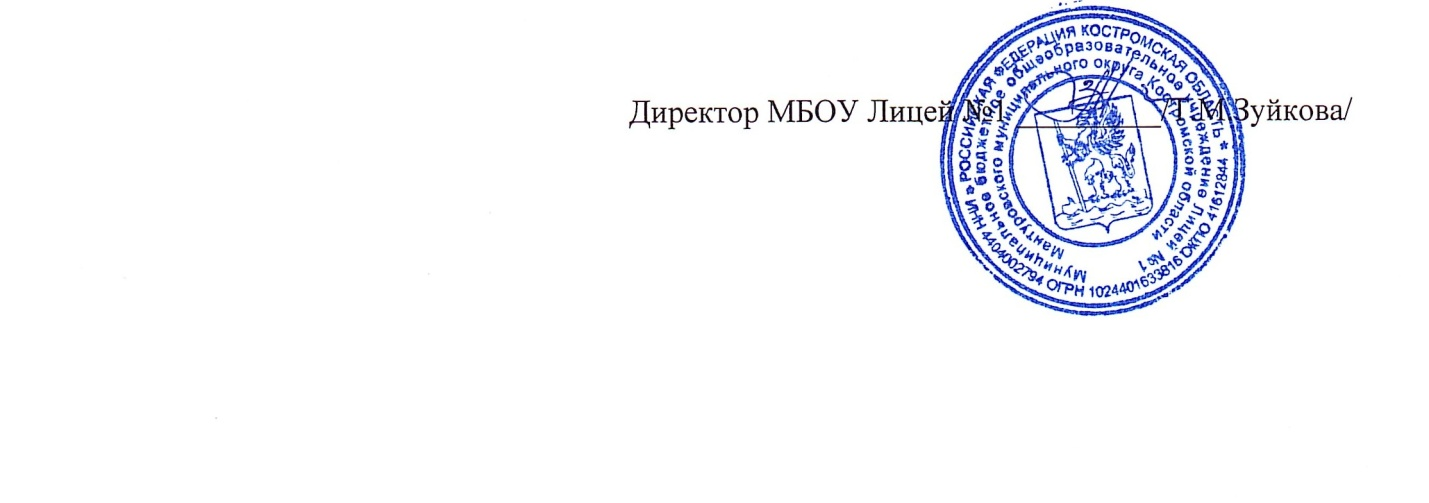 Директор МБОУ Лицей №1 __________/Т.М.Зуйкова/
* РОССИЙСКАЯ ФЕДЕРАЦИЯ КОСТРОМСКАЯ ОБЛАСТЬ *
ИНН 4404002794 ОГРН 1024401633816 ОКПО 41612844
Муниципальное бюджетное общеобразовательное учреждение Лицей №1
Мантуровского муниципального округа Костромской области